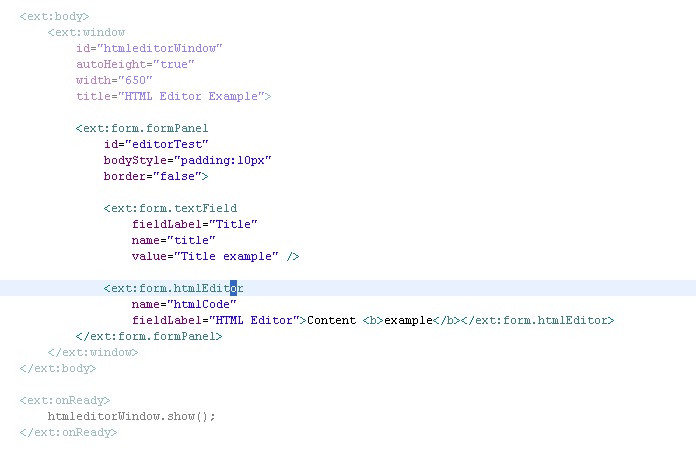 <ext:body>
    <ext:window
        id="htmleditorWindow"
        autoHeight="true"
        width="650"
        title="HTML Editor Example">
        <ext:form.formPanel
            id="editorTest"
            bodyStyle="padding:10px"
            border="false">
            <ext:form.textField
                fieldLabel="Title"
                name="title"
                value="Title example" />
            <ext:form.htmlEditor
                name="htmlCode"
                fieldLabel="HTML Editor">Content <b>example</b></ext:form.htmlEditor>
        </ext:form.formPanel>
    </ext:window>
</ext:body>
<ext:onReady>
    htmleditorWindow.show();
</ext:onReady>